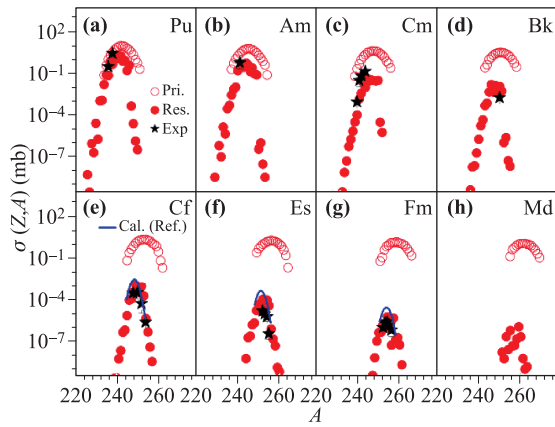 (a) Pu (b) Am (c) Cm (d) Bk
10²
10⁻¹
Pri.
Res.
Exp
10⁻⁴
10⁻⁷
σ (Z,A) (mb)
(e) Cf (f) Es (g) Fm (h) Md
Cal. (Ref.)
10²
10⁻¹
10⁻⁴
10⁻⁷
220 240 260 220 240 260 220 240 260 220 240 260
A